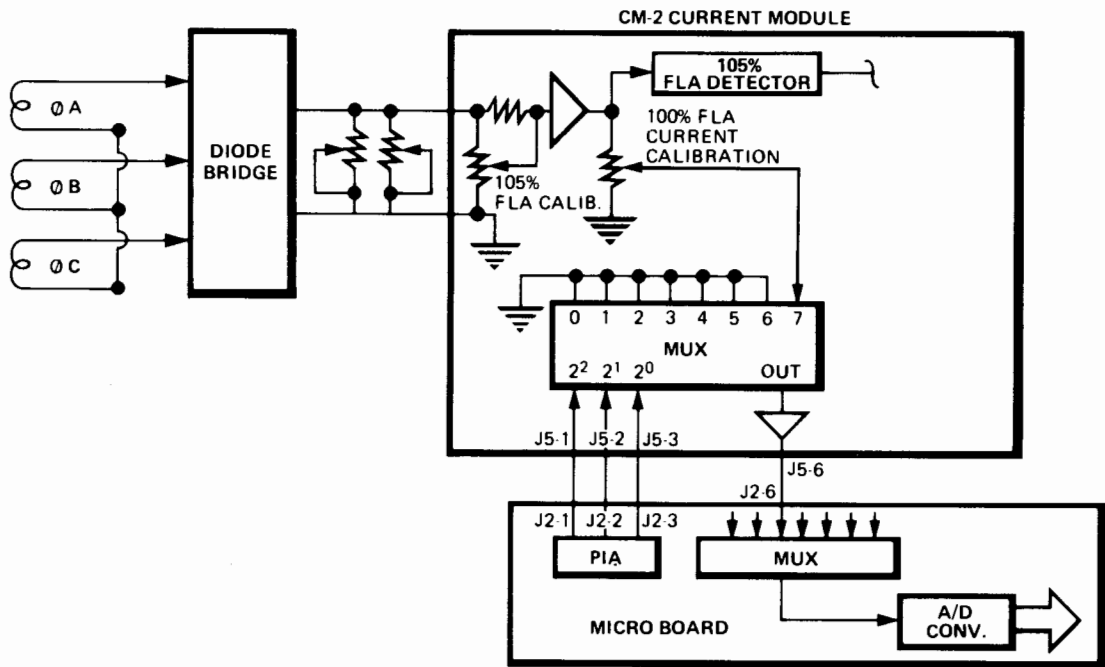 CM-2 CURRENT MODULE
ØA
ØB
ØC
DIODE
BRIDGE
105%
FLA DETECTOR
100% FLA
CURRENT
CALIBRATION
105%
FLA CALIB.
0 1 2 3 4 5 6 7
MUX
2² 2¹ 2⁰ OUT
J5-1 J5-2 J5-3
J5-6
J2-6
J2-1 J2-2 J2-3
PIA
MUX
A/D
CONV.
MICRO BOARD